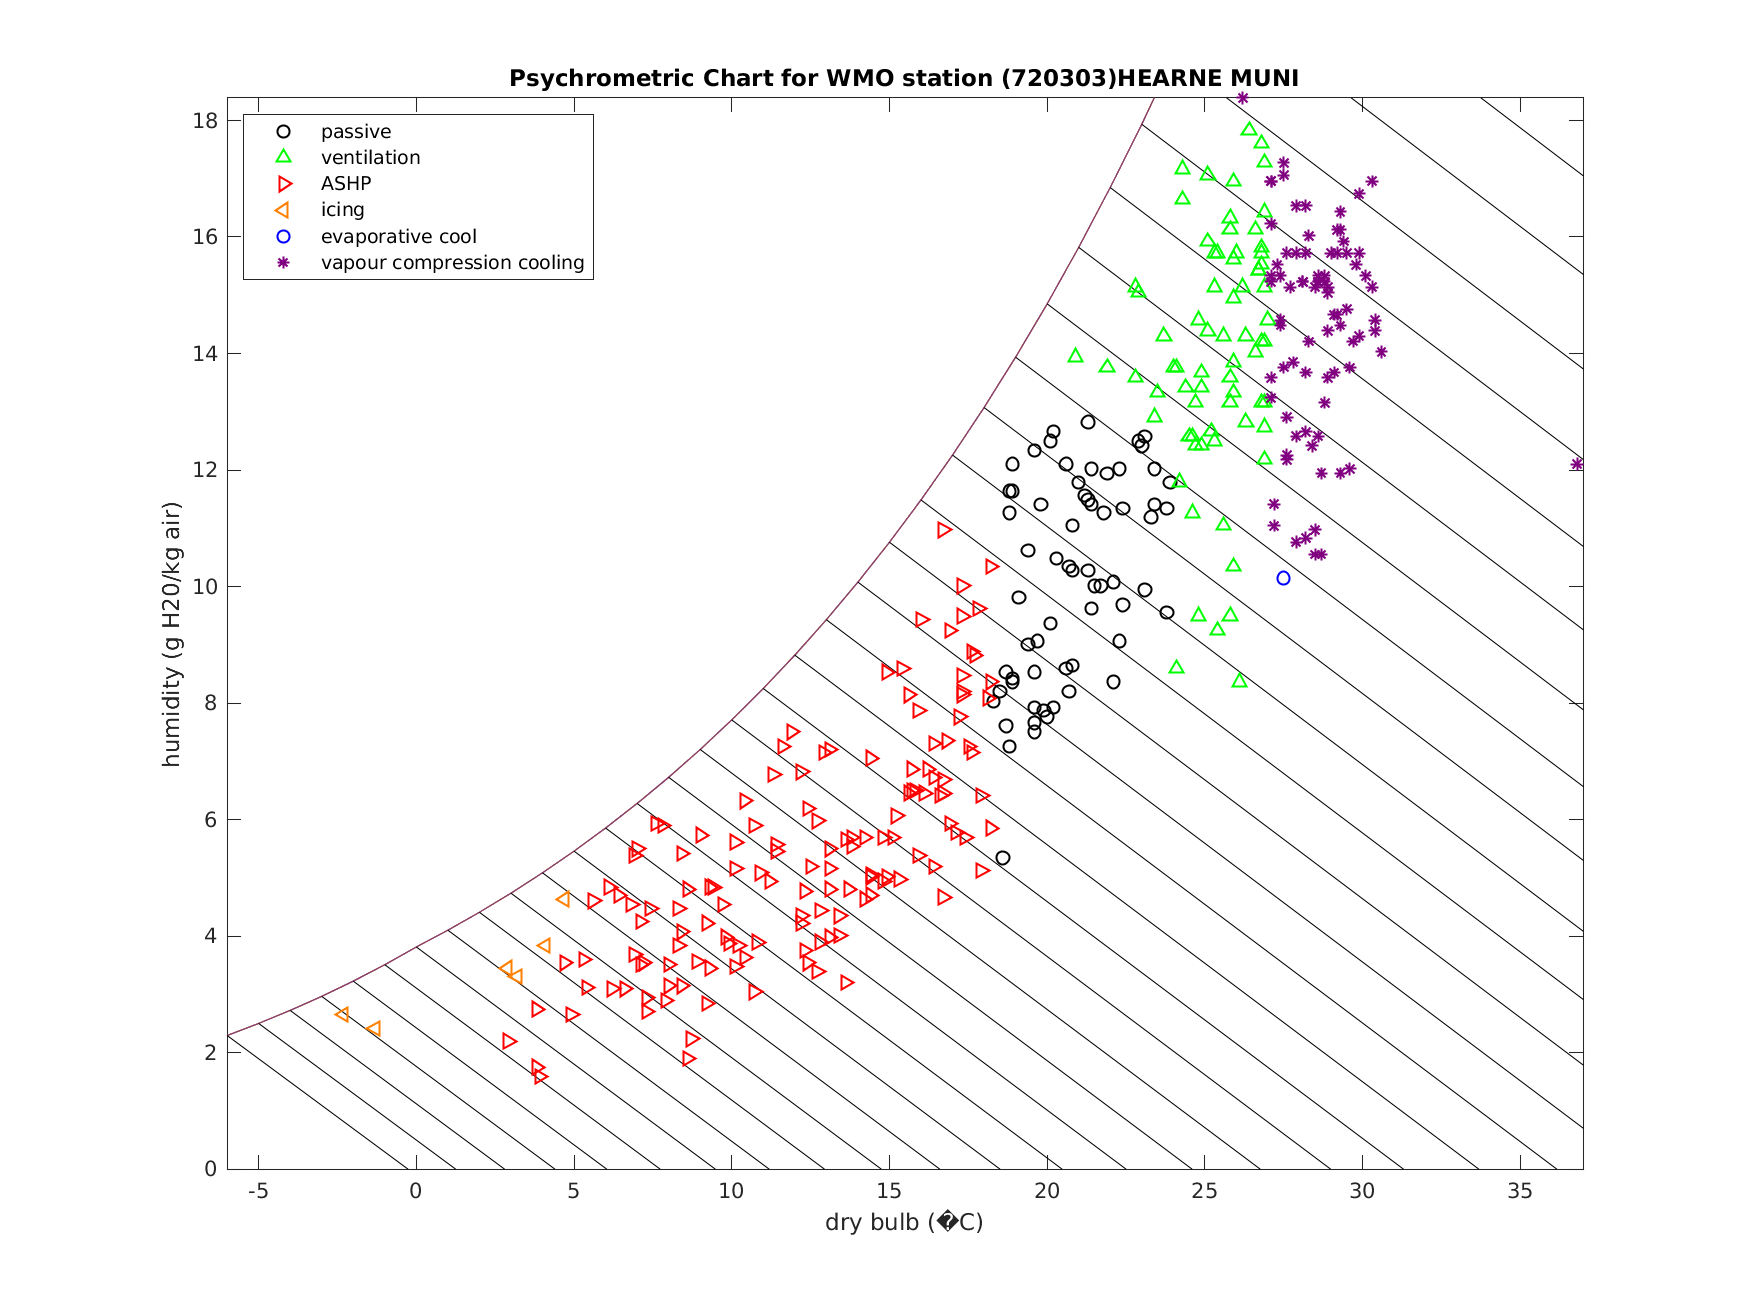 Psychrometric Chart for WMO station (720303)HEARNE MUNI
passive
ventilation
ASHP
icing
evaporative cool
vapour compression cooling
humidity (g H20/kg air)
18
16
14
12
10
8
6
4
2
0
-5 0 5 10 15 20 25 30 35
dry bulb (�C)